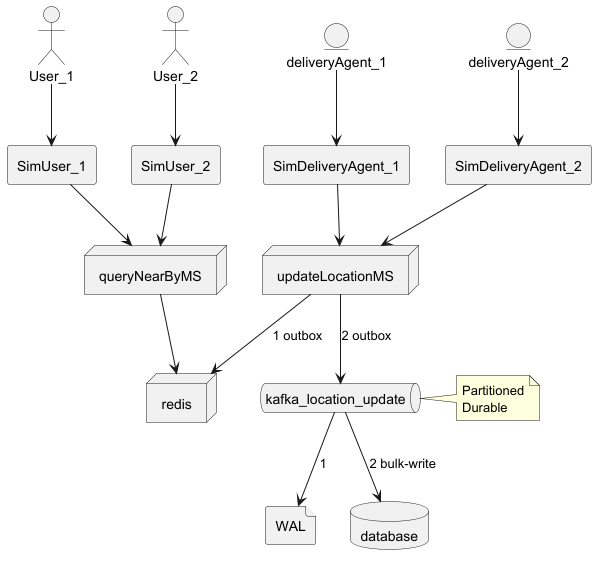 User_1
User_2
deliveryAgent_1
deliveryAgent_2
SimUser_1
SimUser_2
SimDeliveryAgent_1
SimDeliveryAgent_2
queryNearByMS
updateLocationMS
1 outbox
2 outbox
redis
kafka_location_update
Partitioned
Durable
1
2 bulk-write
WAL
database